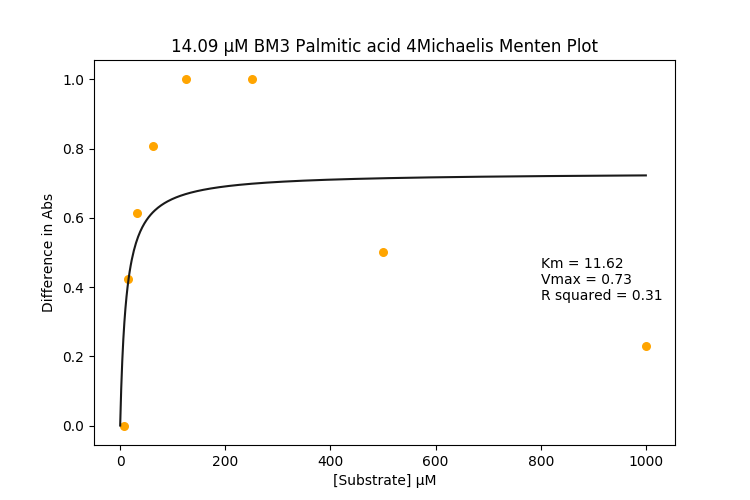 14.09 µM BM3 Palmitic acid 4Michaelis Menten Plot
1.0
0.8
0.6
0.4
0.2
0.0
Difference in Abs
Km = 11.62
Vmax = 0.73
R squared = 0.31
0 200 400 600 800 1000
[Substrate] µM